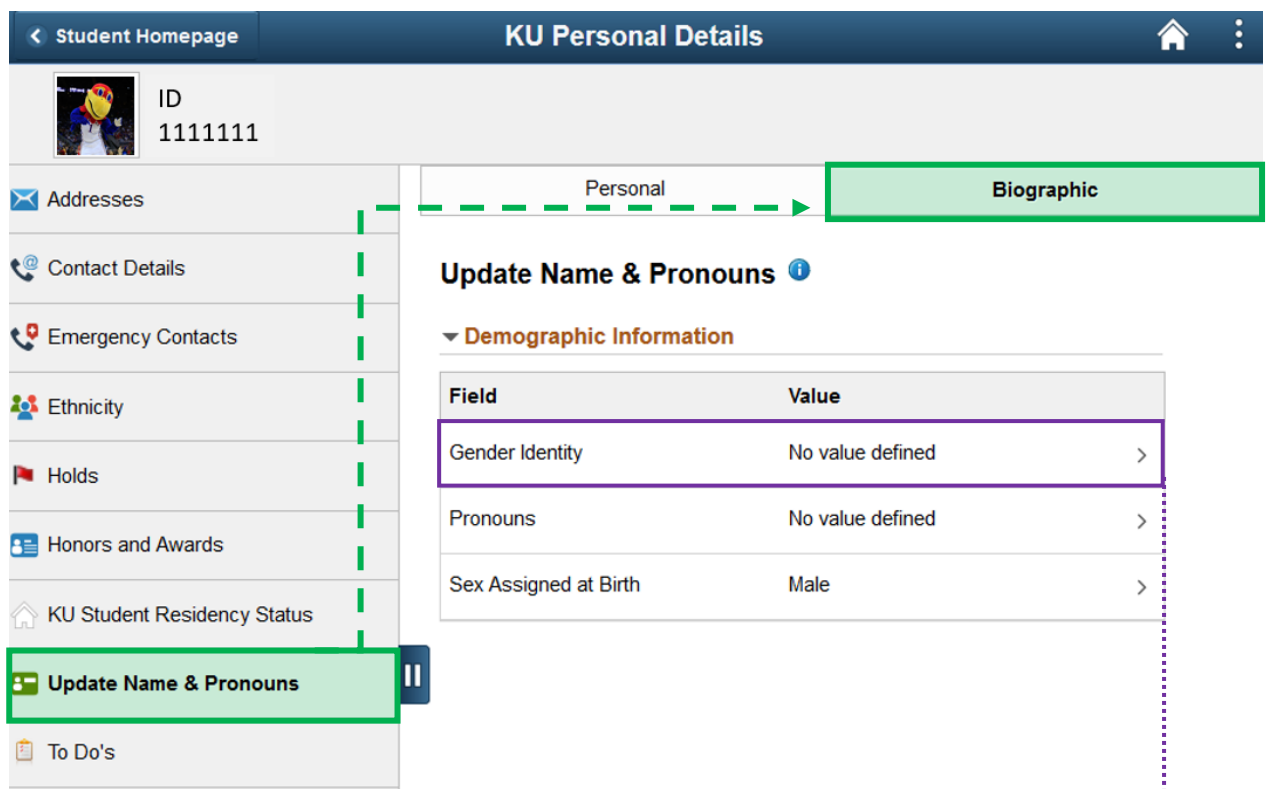 Student Homepage
KU Personal Details
ID
1111111
Addresses
Contact Details
Emergency Contacts
Ethnicity
Holds
Honors and Awards
KU Student Residency Status
Update Name & Pronouns
To Do's
Personal
Biographic
Update Name & Pronouns
Demographic Information
Field Value
Gender Identity No value defined
Pronouns No value defined
Sex Assigned at Birth Male